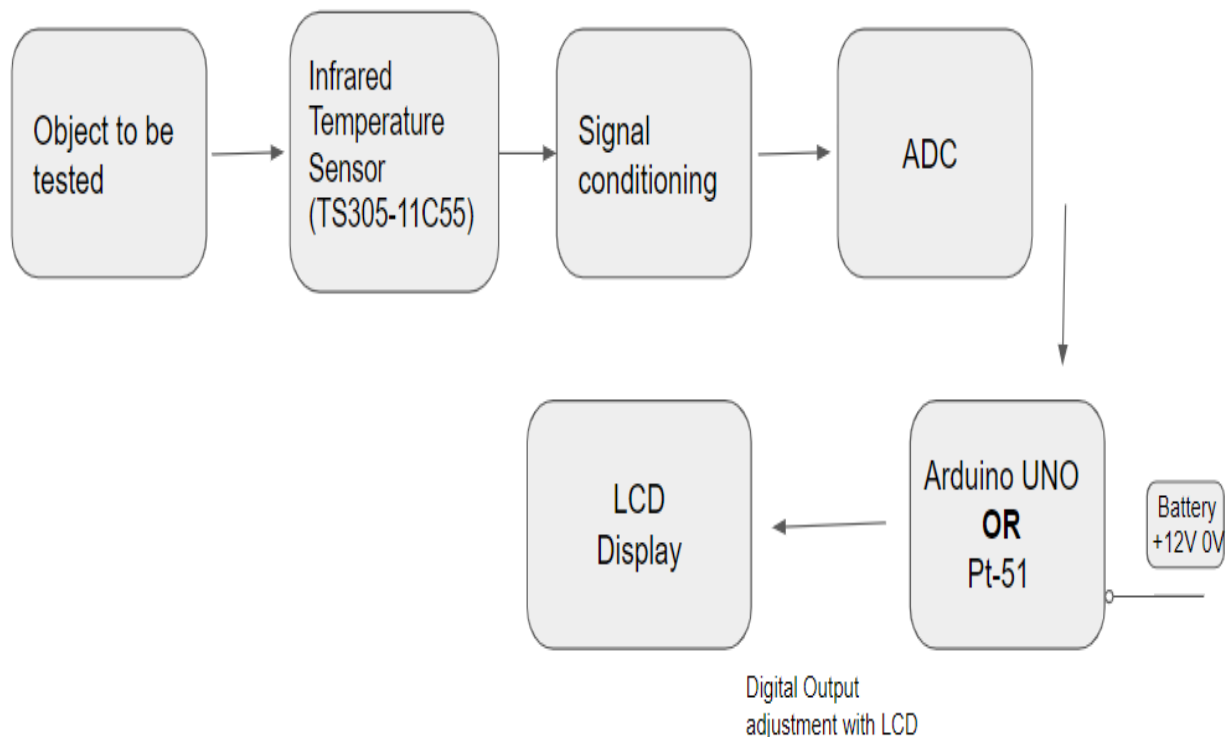 Object to be
tested
Infrared
Temperature
Sensor
(TS305-11C55)
Signal
conditioning
ADC
LCD
Display
Arduino UNO
OR
Pt-51
Battery
+12V 0V
Digital Output
adjustment with LCD